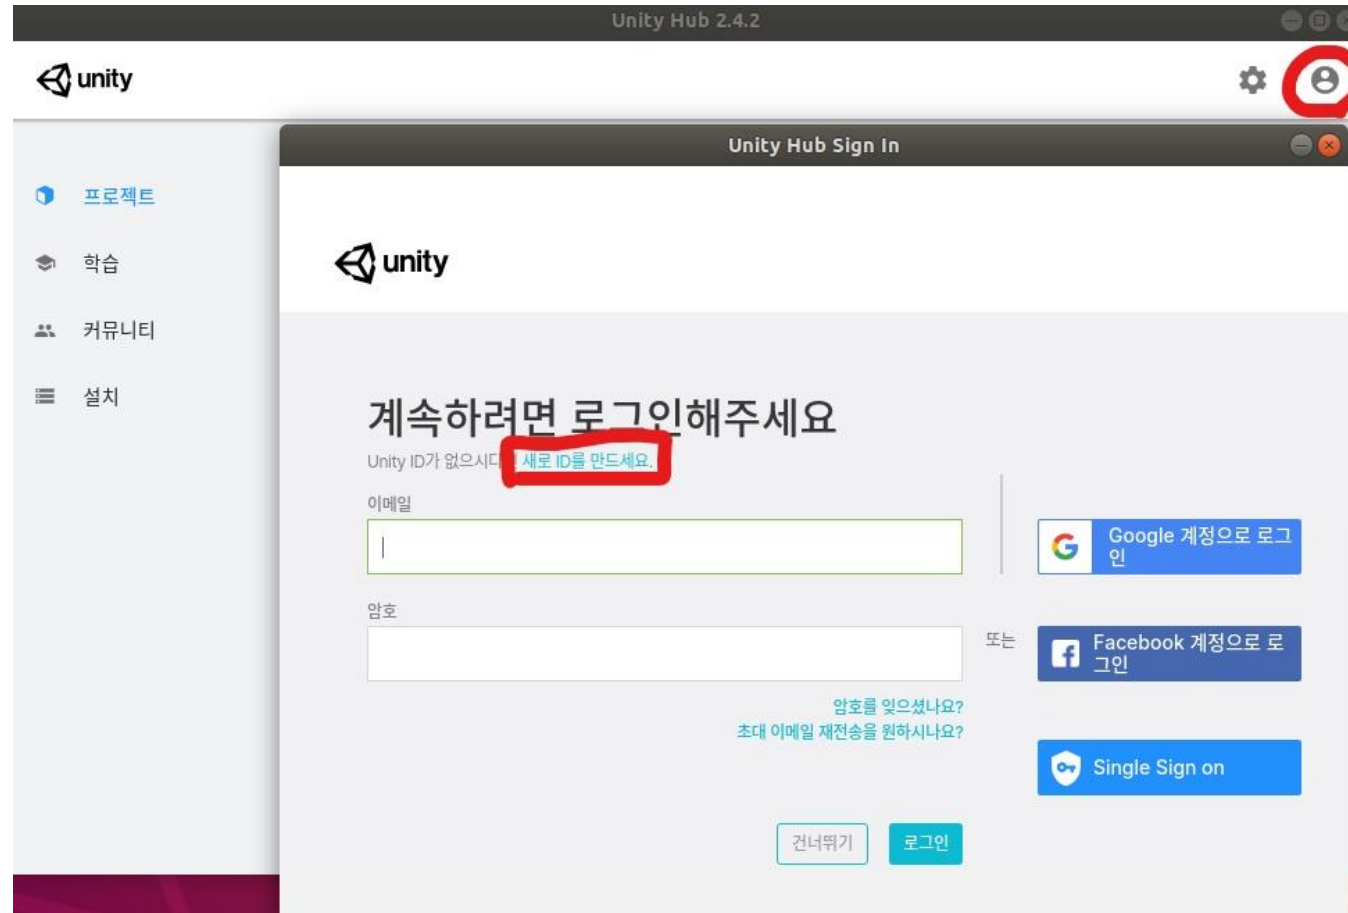 Unity Hub 2.4.2
unity
Unity Hub Sign In
프로젝트
학습
커뮤니티
설치
unity
계속하려면 로그인해주세요
Unity ID가 없으시다 새로 ID를 만드세요.
이메일
암호
암호를 잊으셨나요?
초대 이메일 재전송을 원하시나요?
건너뛰기
로그인
또는
Google 계정으로 로그
인
Facebook 계정으로 로
그인
Single Sign on